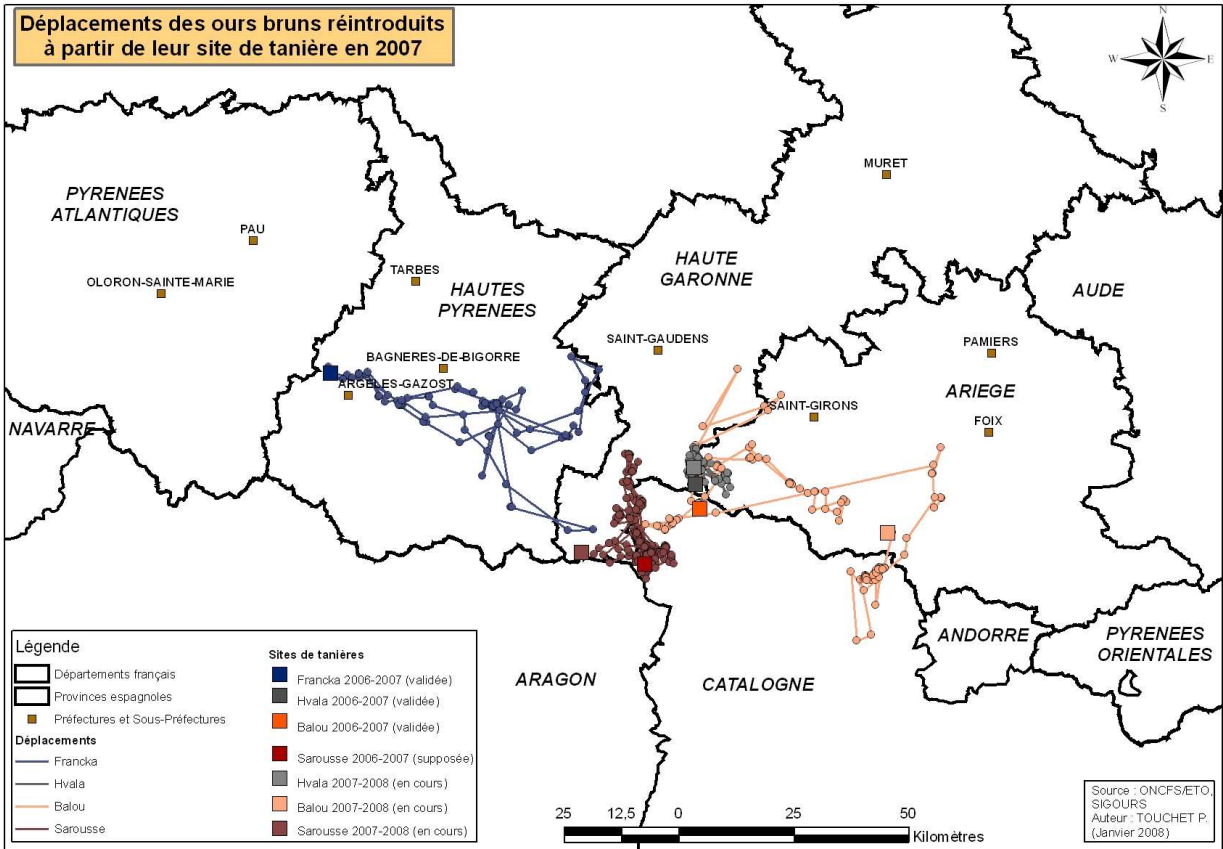 Déplacements des ours bruns réintroduits
à partir de leur site de tanière en 2007
N
W
E
S
MURET
PYRENEES
ATLANTIQUES
PAU
HAUTE
GARONNE
TARBES
OLORON-SAINTE-MARIE
HAUTES
PYRENEES
AUDE
SAINT-GAUDENS
PAMIERS
BAGNERES-DE-BIGORRE
ARGELES-GAZOST
ARIEGE
SAINT-GIRONS
FOIX
NAVARRE
ANDORRE
PYRENEES
ORIENTALES
ARAGON
CATALOGNE
Légende
Départements français
Provinces espagnoles
Préfectures et Sous-Préfectures
Déplacements
Francka
Hvala
Balou
Sarousse
Sites de tanières
Francka 2006-2007 (validée)
Hvala 2006-2007 (validée)
Balou 2006-2007 (validée)
Sarousse 2006-2007 (supposée)
Hvala 2007-2008 (en cours)
Balou 2007-2008 (en cours)
Sarousse 2007-2008 (en cours)
25 12,5 0 25 50
Kilomètres
Source : ONCFS/ETO,
SIGOURS
Auteur : TOUCHET P.
(Janvier 2008)